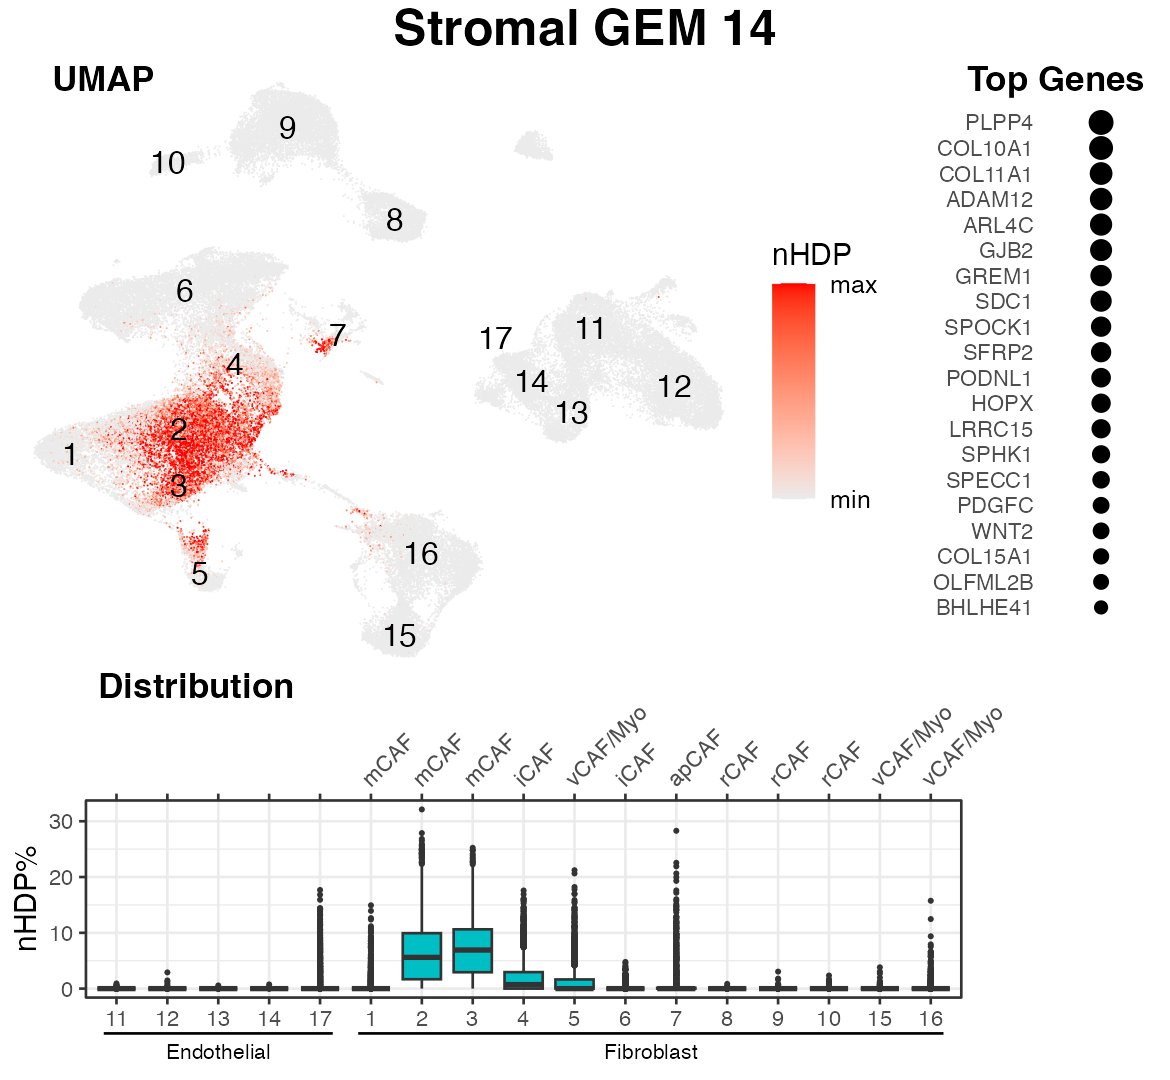 Stromal GEM 14
UMAP
9
10
8
6
7
4
2
1
3
5
16
15
17
11
14
12
13
nHDP
max
min
Top Genes
PLPP4
COL10A1
COL11A1
ADAM12
ARL4C
GJB2
GREM1
SDC1
SPOCK1
SFRP2
PODNL1
HOPX
LRRC15
SPHK1
SPECC1
PDGFC
WNT2
COL15A1
OLFML2B
BHLHE41
Distribution
mCAF mCAF mCAF iCAF vCAF/Myo iCAF apCAF rCAF rCAF rCAF vCAF/Myo vCAF/Myo
nHDP%
30
20
10
0
11 12 13 14 17 1 2 3 4 5 6 7 8 9 10 15 16
Endothelial Fibroblast